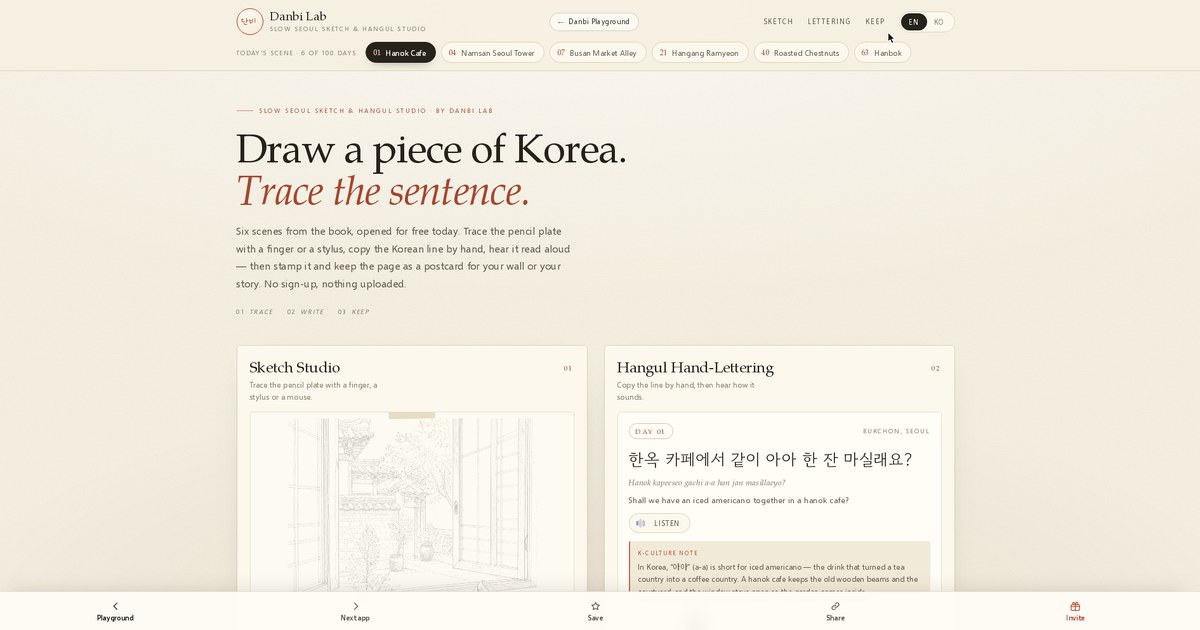 단비
Danbi Lab
SLOW SEOUL SKETCH & HANGUL STUDIO
← Danbi Playground
SKETCH
LETTERING
KEEP
EN
KO
TODAY'S SCENE · 6 OF 100 DAYS
01 Hanok Cafe
04 Namsan Seoul Tower
07 Busan Market Alley
21 Hangang Ramyeon
40 Roasted Chestnuts
63 Hanbok
SLOW SEOUL SKETCH & HANGUL STUDIO · BY DANBI LAB
Draw a piece of Korea.
Trace the sentence.
Six scenes from the book, opened for free today. Trace the pencil plate
with a finger or a stylus, copy the Korean line by hand, hear it read aloud
— then stamp it and keep the page as a postcard for your wall or your
story. No sign-up, nothing uploaded.
01 TRACE
02 WRITE
03 KEEP
Sketch Studio
01
Trace the pencil plate with a finger, a
stylus or a mouse.
Hangul Hand-Lettering
02
Copy the line by hand, then hear how it
sounds.
DAY 01
BUKCHON, SEOUL
한옥 카페에서 같이 아아 한 잔 마실래요?
Hanok kapeeseo gachi a-a han jan masillaeyo?
Shall we have an iced americano together in a hanok cafe?
LISTEN
K-CULTURE NOTE
In Korea, "아아" (a-a) is short for iced americano — the drink that turned a tea
country into a coffee country. A hanok cafe keeps the old wooden beams and the
Playground
Next app
Save
Share
Invite